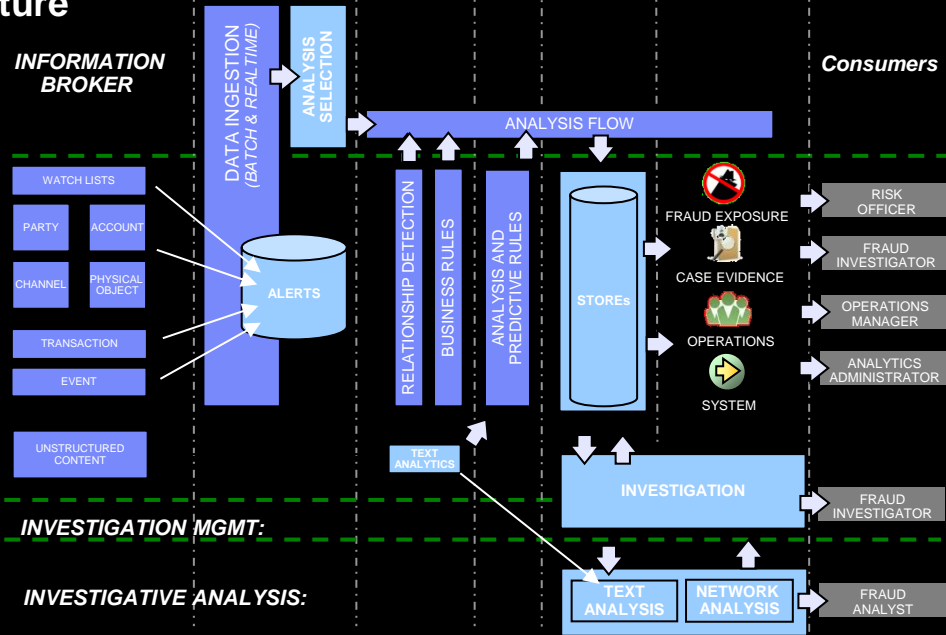 ture
INFORMATION
BROKER
DATA INGESTION
(BATCH & REALTIME)
ANALYSIS
SELECTION
Consumers
ANALYSIS FLOW
WATCH LISTS
PARTY
ACCOUNT
CHANNEL
PHYSICAL
OBJECT
TRANSACTION
EVENT
UNSTRUCTURED
CONTENT
ALERTS
RELATIONSHIP DETECTION
BUSINESS RULES
ANALYSIS AND
PREDICTIVE RULES
TEXT
ANALYTICS
STOREs
FRAUD EXPOSURE
CASE EVIDENCE
OPERATIONS
SYSTEM
RISK
OFFICER
FRAUD
INVESTIGATOR
OPERATIONS
MANAGER
ANALYTICS
ADMINISTRATOR
INVESTIGATION
FRAUD
INVESTIGATOR
INVESTIGATION MGMT:
INVESTIGATIVE ANALYSIS:
TEXT
ANALYSIS
NETWORK
ANALYSIS
FRAUD
ANALYST